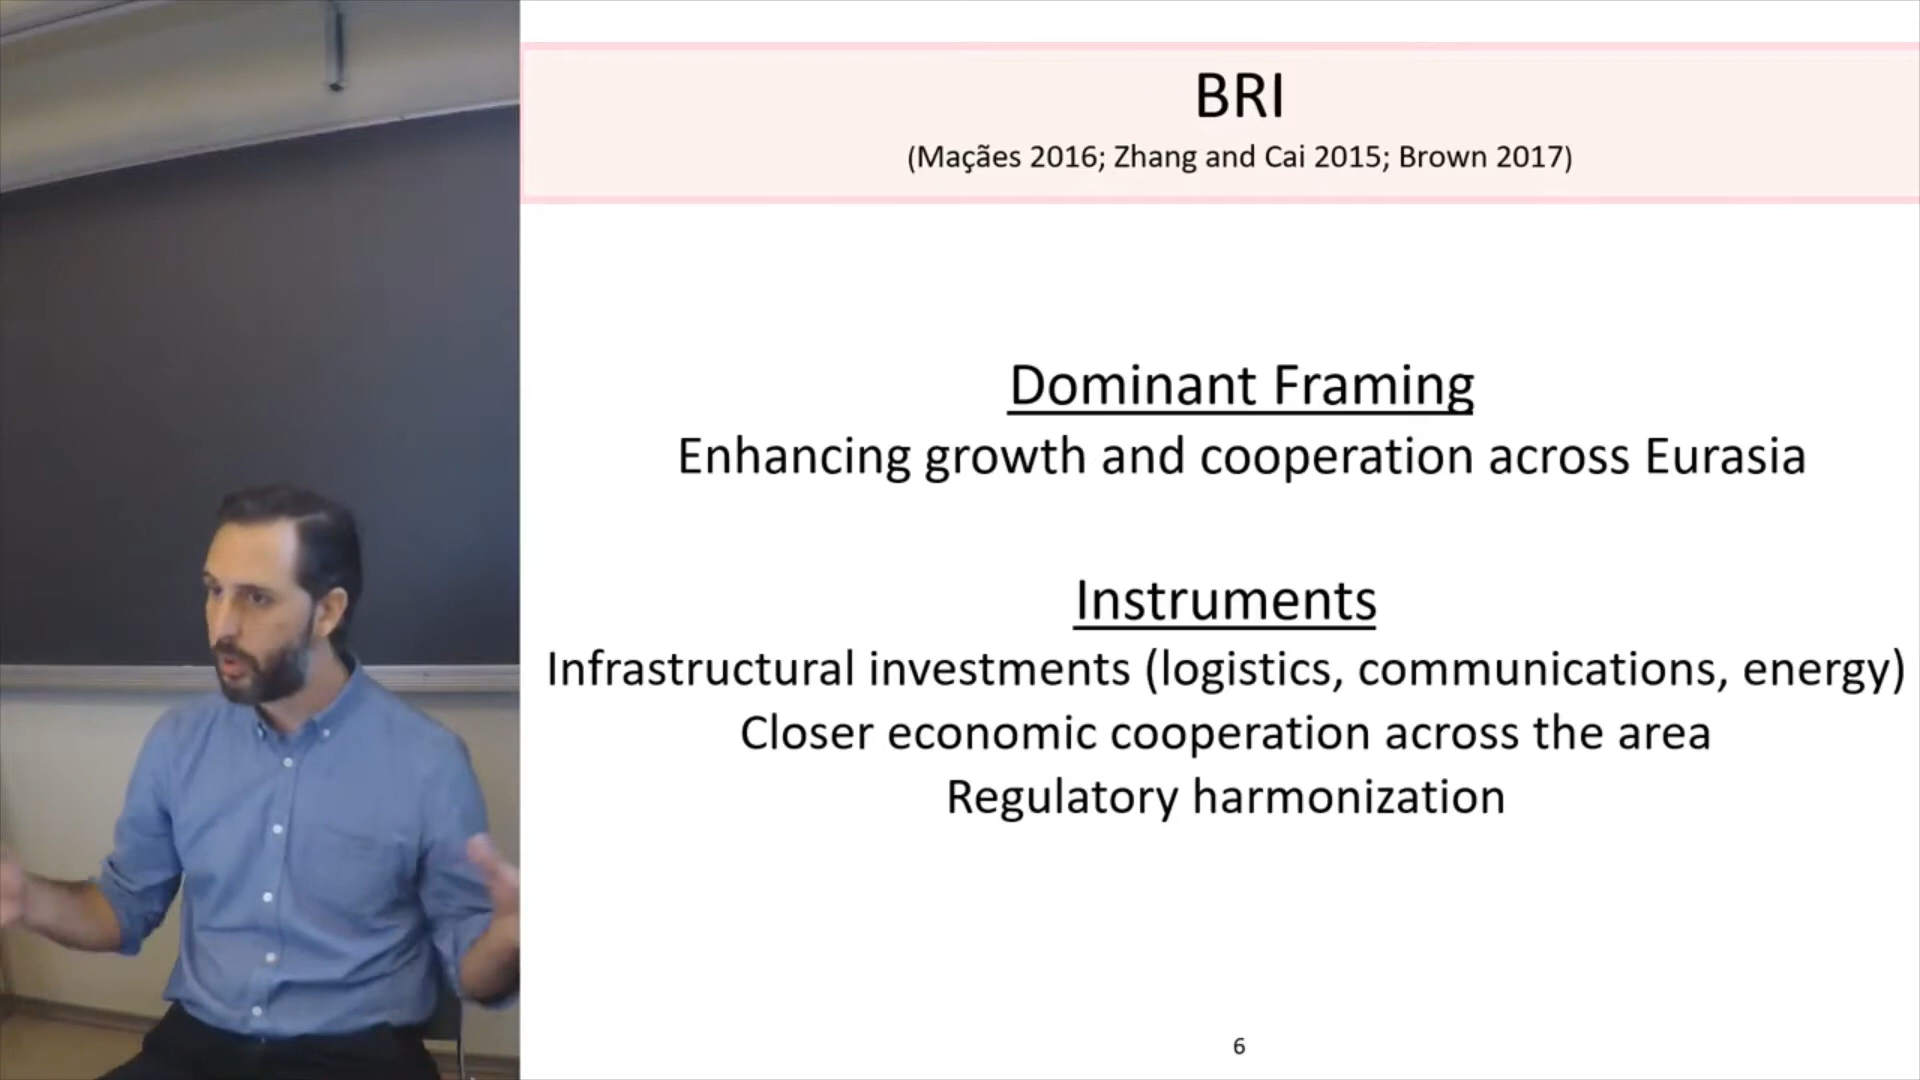 BRI
(Maçães 2016; Zhang and Cai 2015; Brown 2017)
Dominant Framing
Enhancing growth and cooperation across Eurasia
Instruments
Infrastructural investments (logistics, communications, energy)
Closer economic cooperation across the area
Regulatory harmonization
6